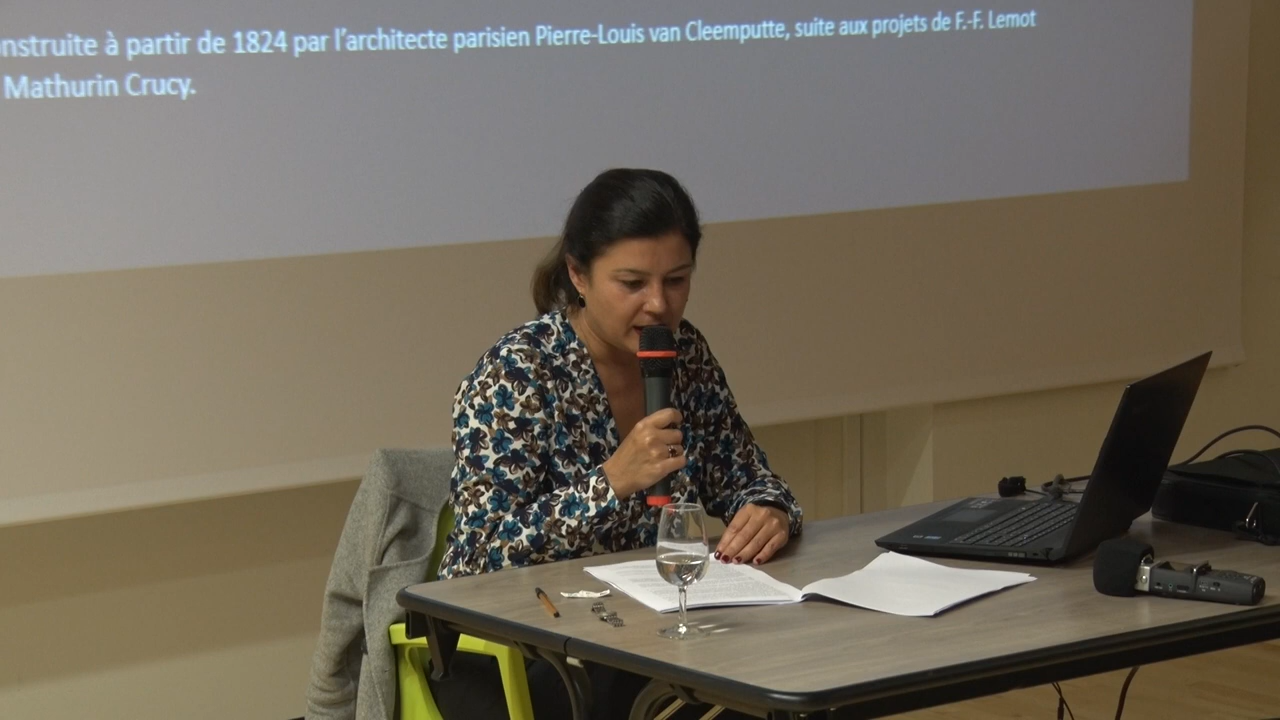 nstruite à partir de 1824 par l'architecte parisien Pierre-Louis van Cleemputte, suite aux projets de F.-F. Lemot
Mathurin Crucy.